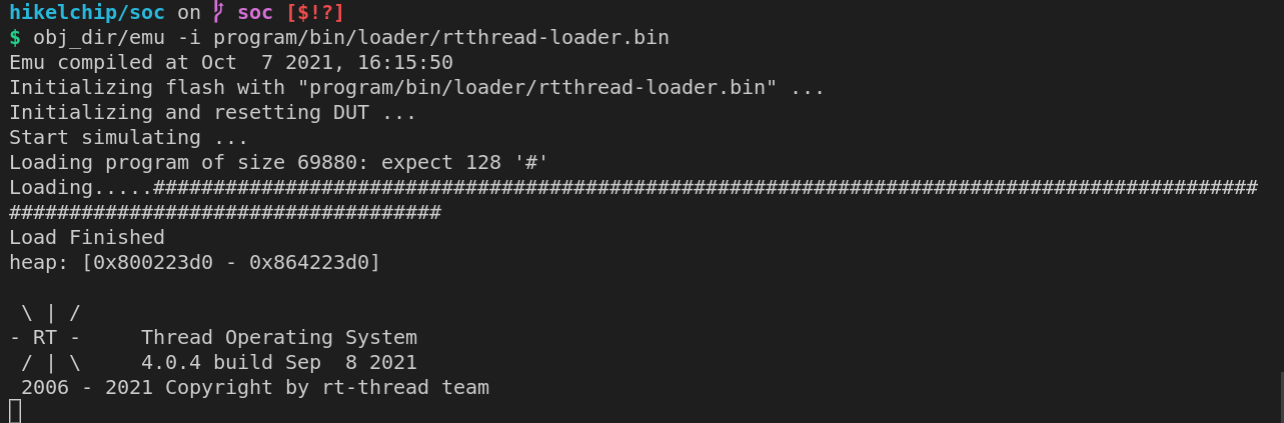 hikelchip/soc on soc [$!?]
$ obj_dir/emu -i program/bin/loader/rtthread-loader.bin
Emu compiled at Oct  7 2021, 16:15:50
Initializing flash with "program/bin/loader/rtthread-loader.bin" ...
Initializing and resetting DUT ...
Start simulating ...
Loading program of size 69880: expect 128 '#'
Loading.....############################################################################################
####################################
Load Finished
heap: [0x800223d0 - 0x864223d0]
 \ | /
- RT -     Thread Operating System
 / | \     4.0.4 build Sep  8 2021
 2006 - 2021 Copyright by rt-thread team